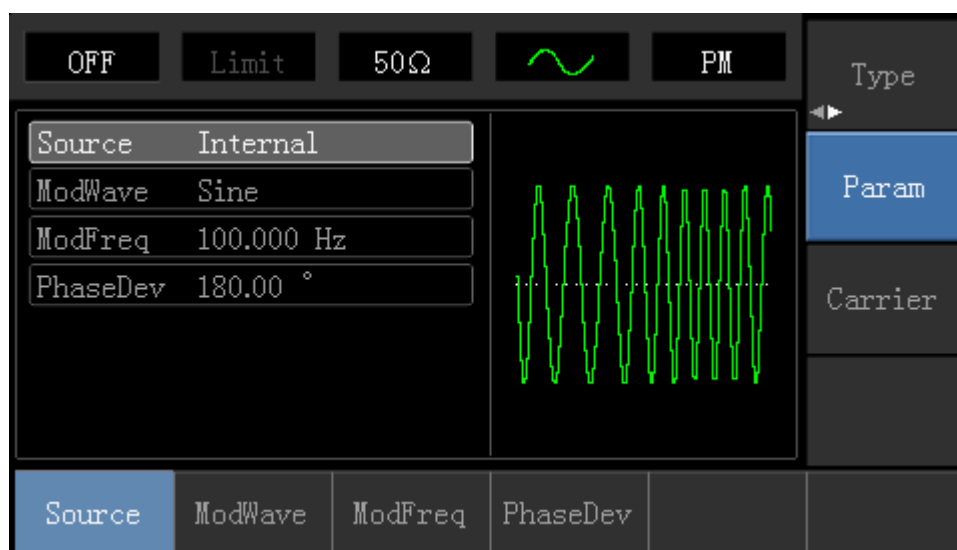 OFF Limit 50Ω PM
Type
Source Internal
ModWave Sine
ModFreq 100.000 Hz
PhaseDev 180.00 °
Param
Carrier
Source ModWave ModFreq PhaseDev